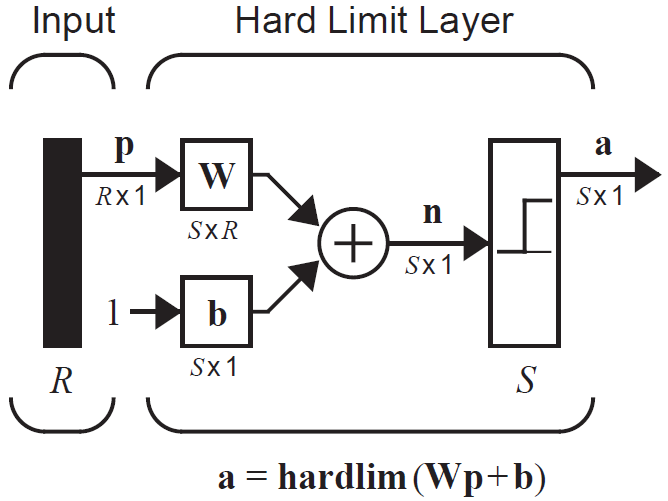 Input Hard Limit Layer
p a
W
R x 1 n S x 1
S x R
+
1 b S x 1
S x 1
R S
a = hardlim (Wp + b)